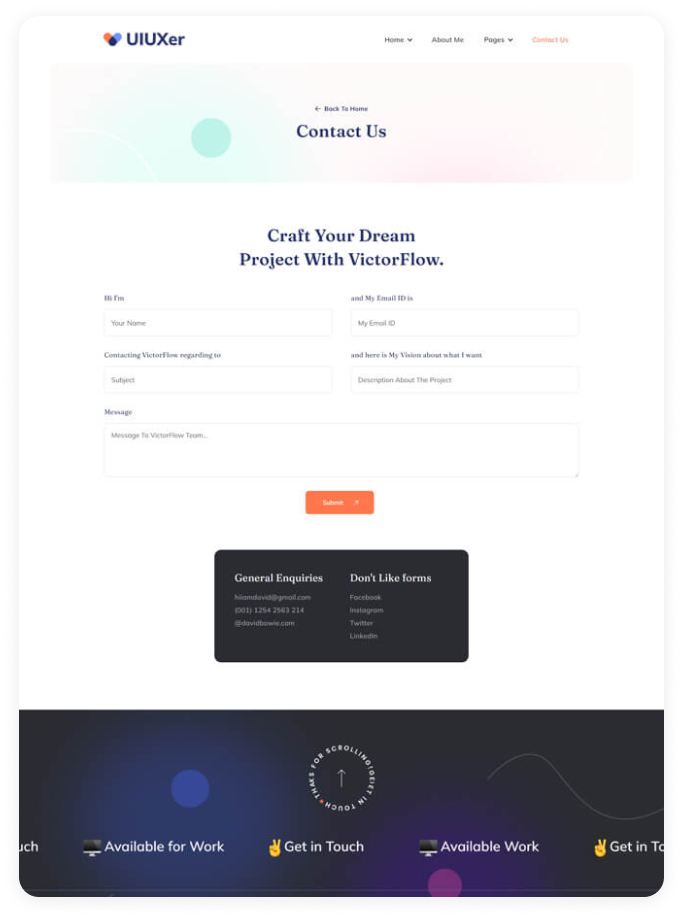 UIUXer
Home
About Me
Pages
Contact Us
Back To Home
Contact Us
Craft Your Dream
Project With VictorFlow.
Hi I'm
and My Email ID is
Your Name
My Email ID
Contacting VictorFlow regarding to
and here is My Vision about what I want
Subject
Description About The Project
Message
Message To VictorFlow Team...
Submit
General Enquiries
hiiamdavid@gmail.com
(001) 1254 2563 214
@davidbowie.com
Don't Like forms
Facebook
Instagram
Twitter
LinkedIn
THAKS FOR SCROLLING!
GET IN TOUCH
uch
Available for Work
Get in Touch
Available Work
Get in To